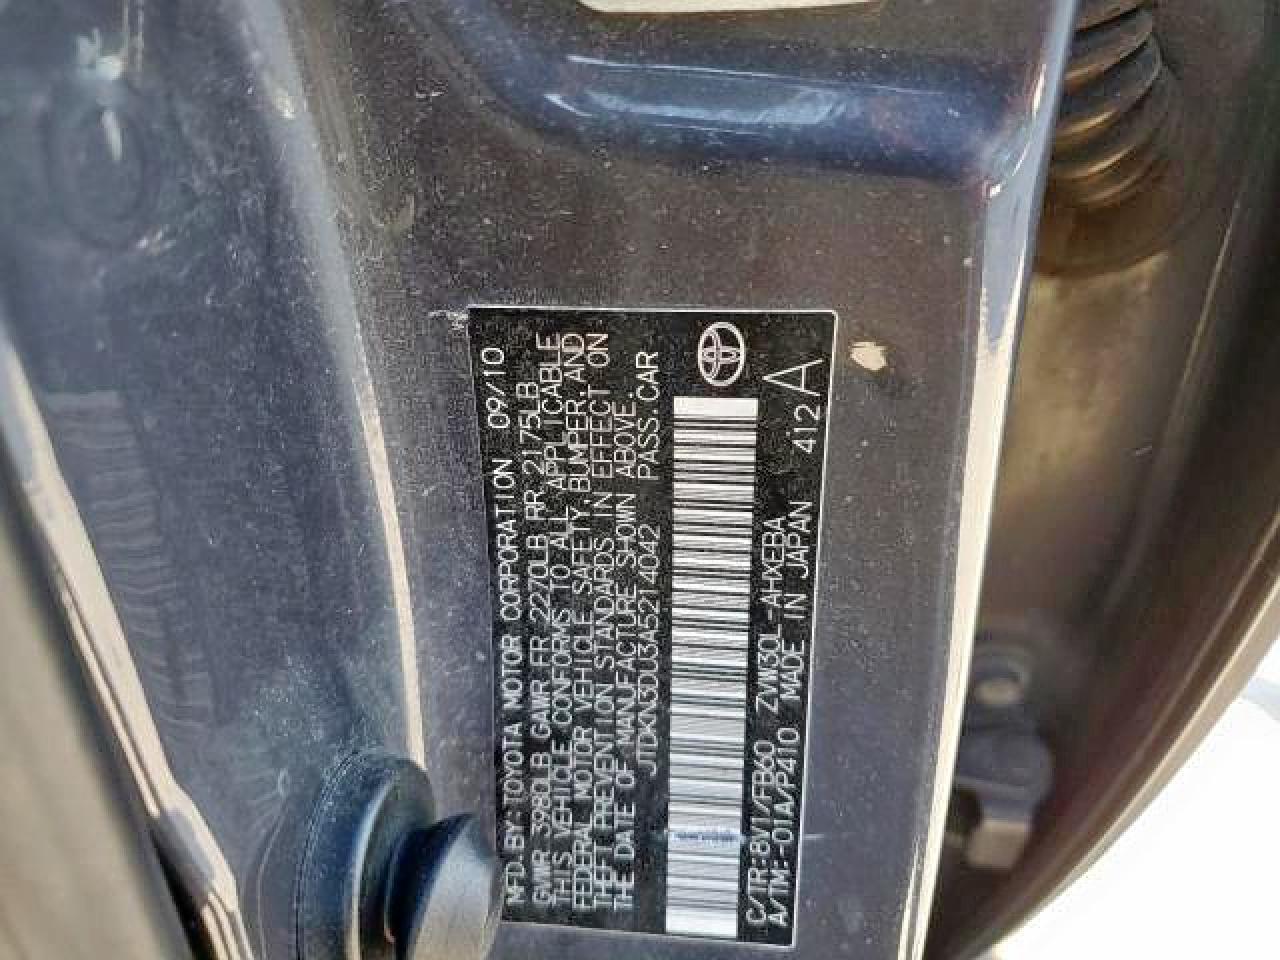 MFD.BY:TOYOTA MOTOR CORPORATION 09/10
GVWR 3980LB GAWR FR 2270LB RR 2175LB
THIS VEHICLE CONFORMS TO ALL APPLICABLE
FEDERAL MOTOR VEHICLE SAFETY,BUMPER,AND
THEFT PREVENTION STANDARDS IN EFFECT ON
THE DATE OF MANUFACTURE SHOWN ABOVE.
JTDKN3DU3A5214042 PASS.CAR
C/TR:8V1/FB60 ZVW30L-AHXEBA
A/TM:-01A/P410 MADE IN JAPAN 412 A